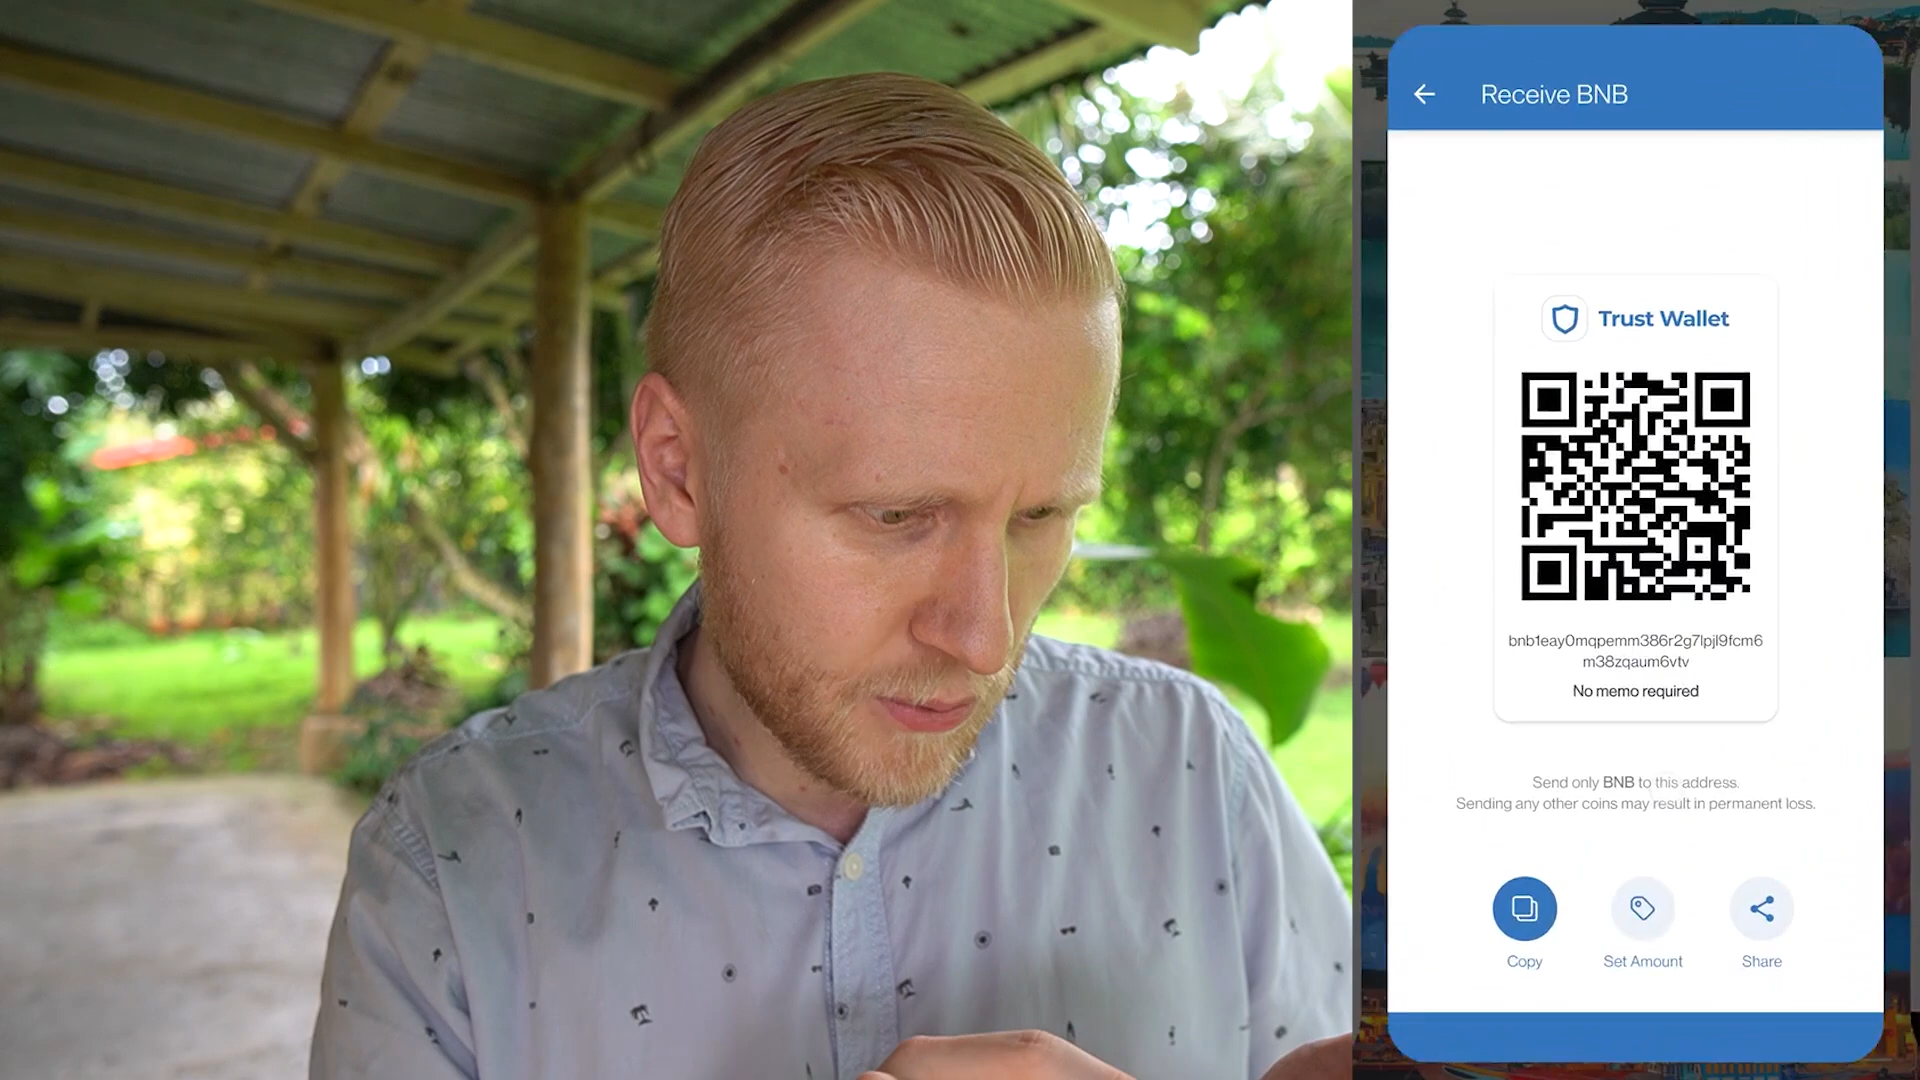 Receive BNB
Trust Wallet
bnb1eay0mqpemm386r2g7lpjl9fcm6
m38zqaum6vtv
No memo required
Send only BNB to this address.
Sending any other coins may result in permanent loss.
Copy
Set Amount
Share